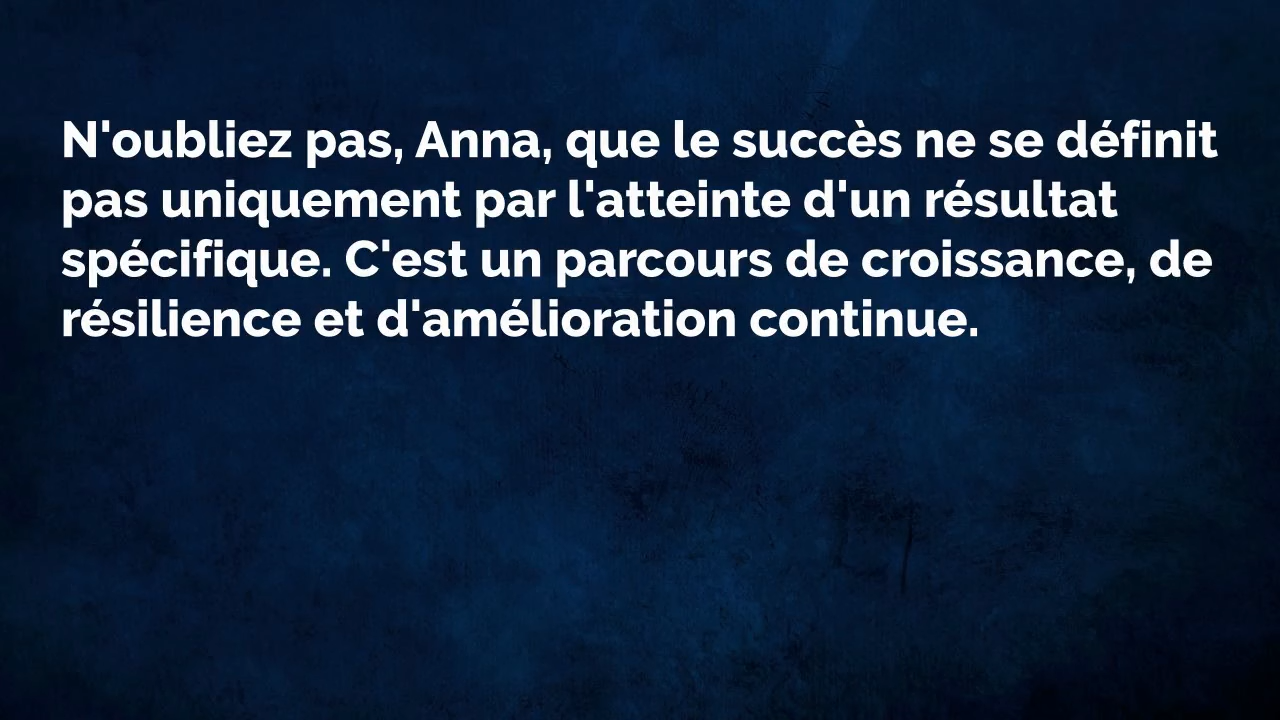 N'oubliez pas, Anna, que le succès ne se définit
pas uniquement par l'atteinte d'un résultat
spécifique. C'est un parcours de croissance, de
résilience et d'amélioration continue.